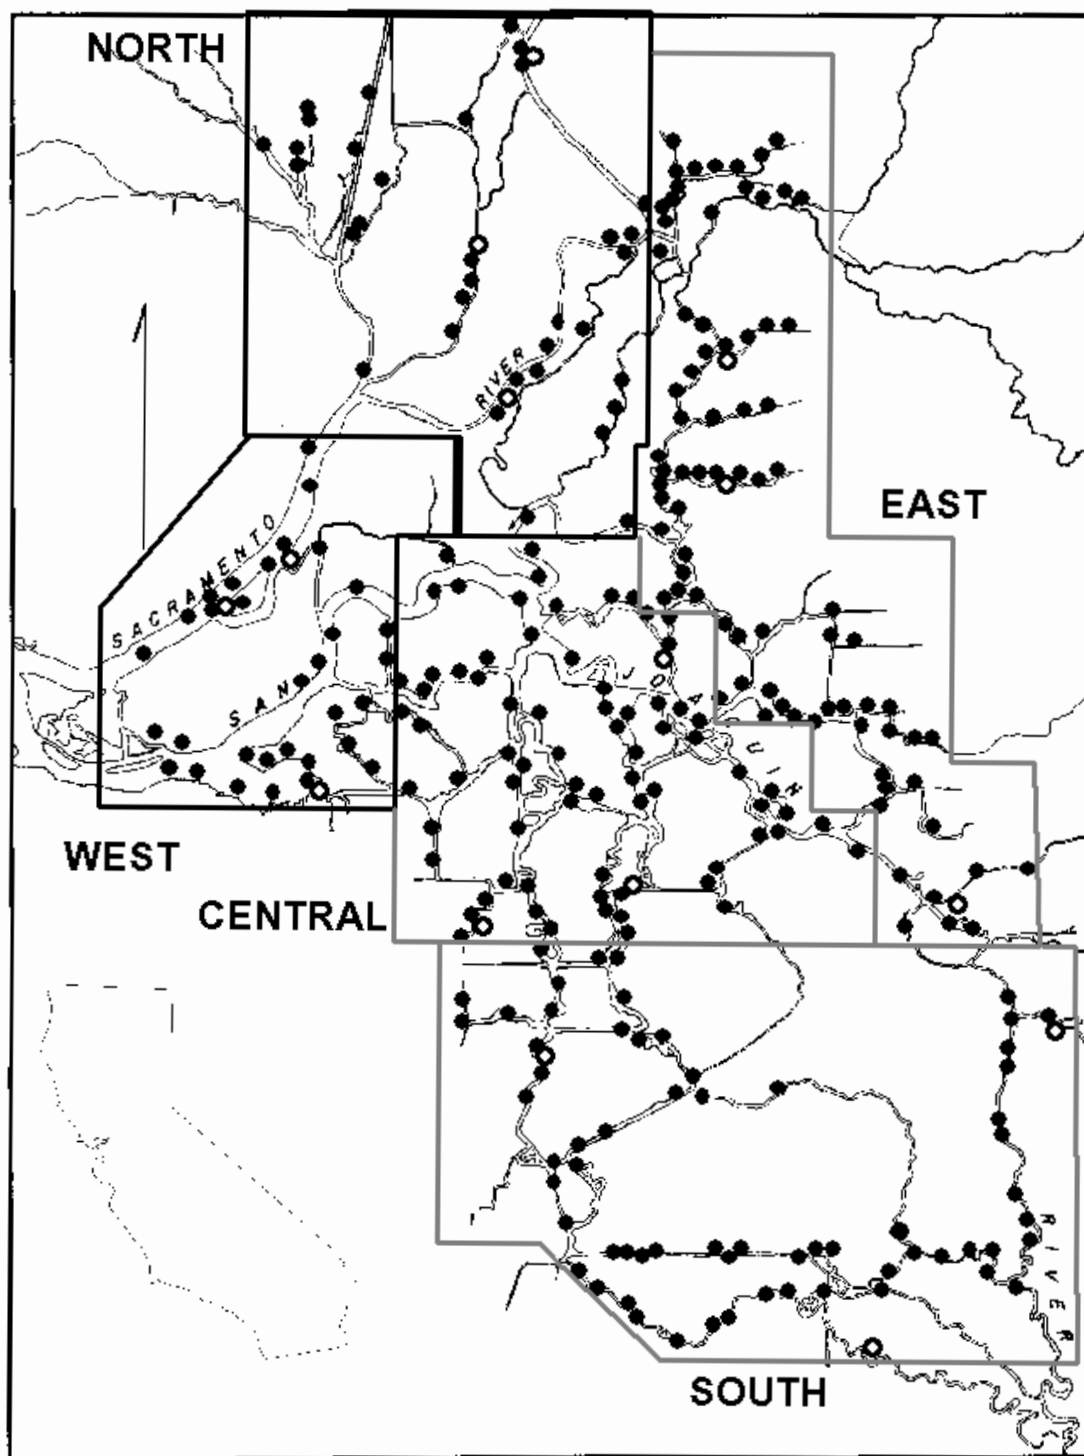 NORTH
RIVER
EAST
SACRAMENTO
SAN
JOAQUIN
WEST
CENTRAL
RIVER
SOUTH